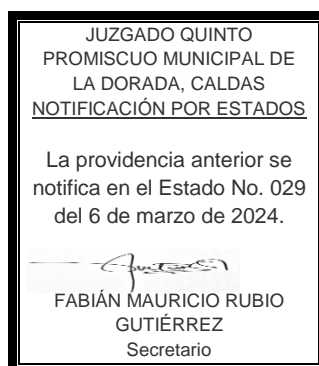 JUZGADO QUINTO
PROMISCUO MUNICIPAL DE
LA DORADA, CALDAS
NOTIFICACIÓN POR ESTADOS
La providencia anterior se
notifica en el Estado No. 029
del 6 de marzo de 2024.
FABIÁN MAURICIO RUBIO
GUTIÉRREZ
Secretario